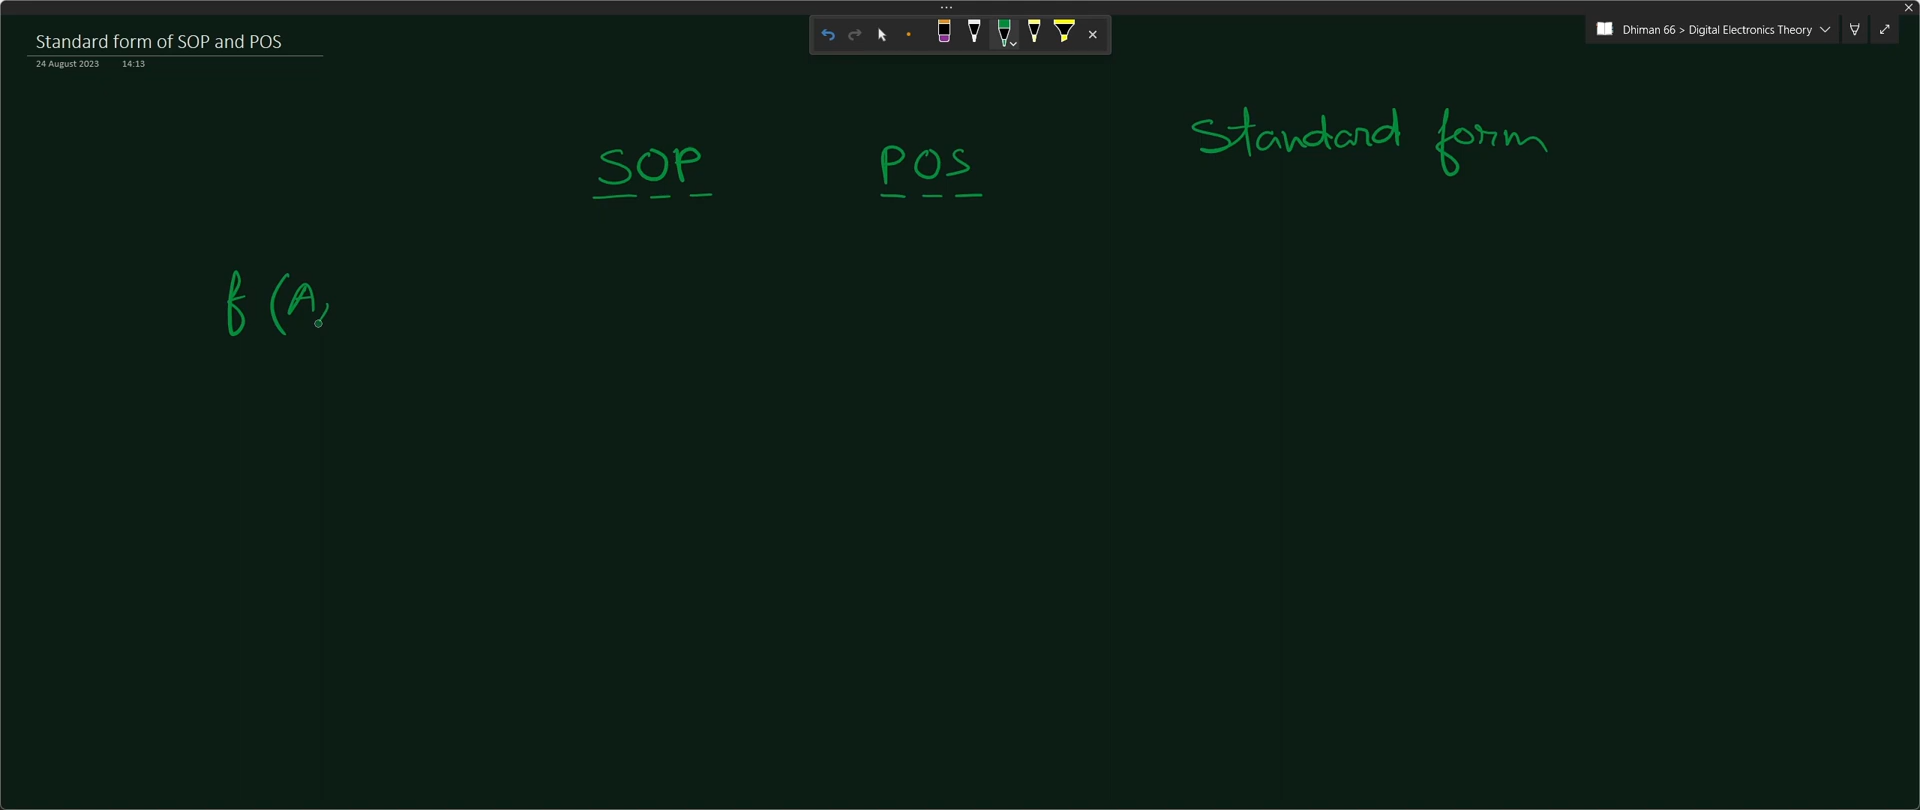 Standard form of SOP and POS
24 August 2023 14:13
Dhiman 66 > Digital Electronics Theory
Standard form
SOP POS
f (A,